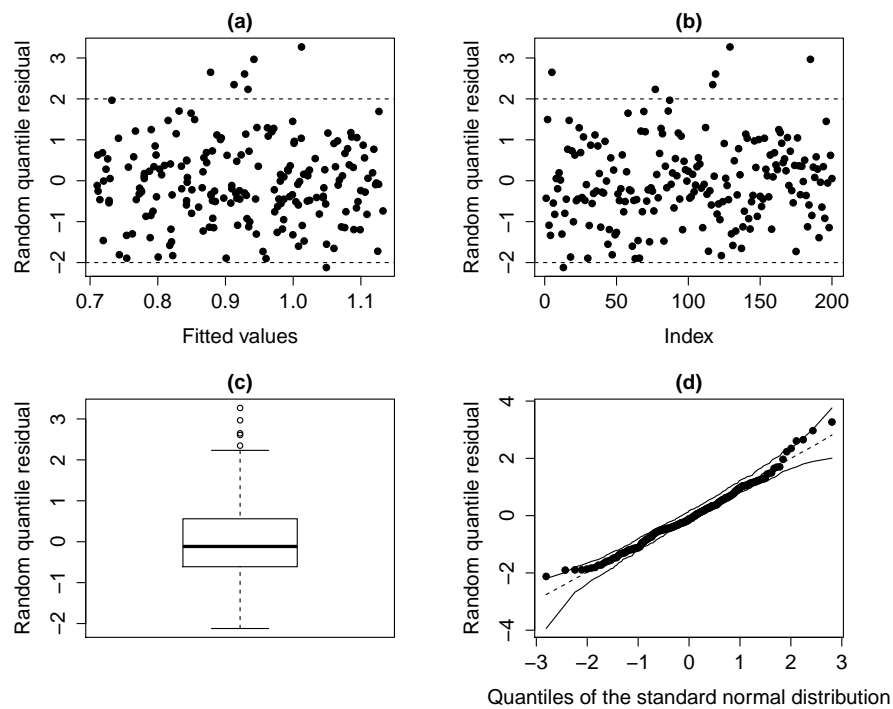 (a)
Random quantile residual
3
2
1
0
−1
−2
0.7 0.8 0.9 1.0 1.1
Fitted values
(b)
Random quantile residual
3
2
1
0
−1
−2
0 50 100 150 200
Index
(c)
Random quantile residual
3
2
1
0
−1
−2
(d)
Random quantile residual
4
2
0
−2
−4
−3 −2 −1 0 1 2 3
Quantiles of the standard normal distribution